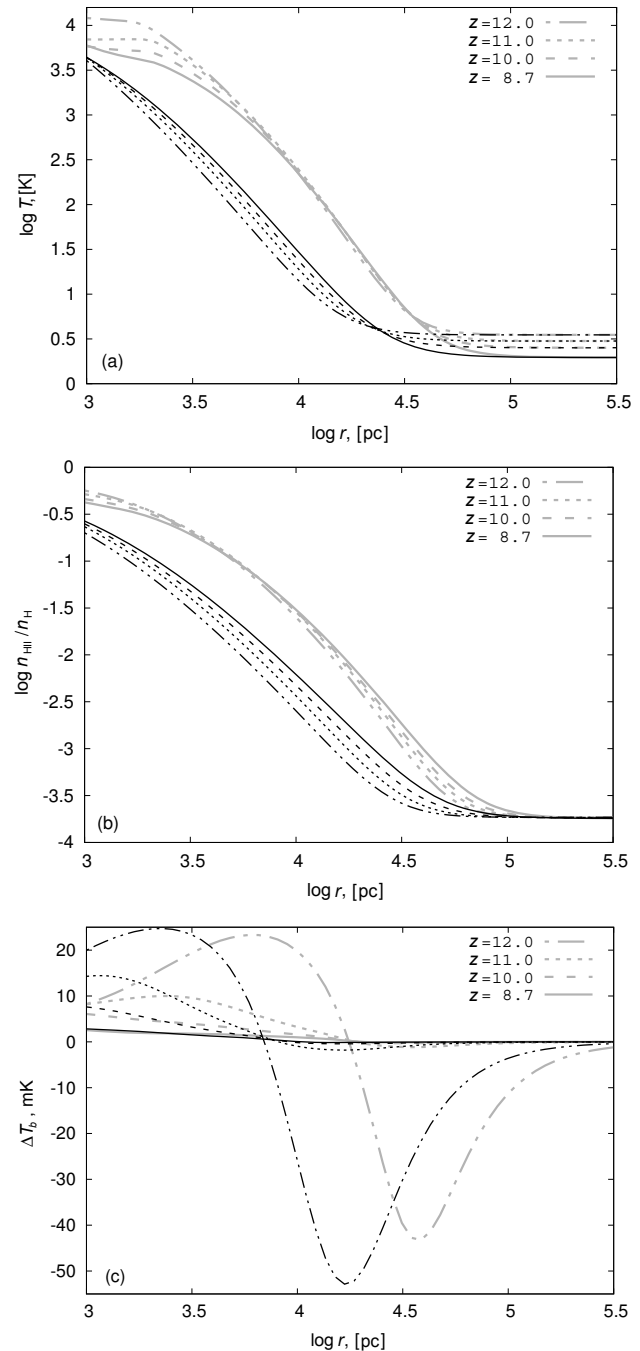 4
3.5
3
2.5
2
1.5
1
0.5
0
log T, [K]
z=12.0
z=11.0
z=10.0
z= 8.7
(a)
3 3.5 4 4.5 5 5.5
log r, [pc]
0
-0.5
-1
-1.5
-2
-2.5
-3
-3.5
-4
log n_HII / n_H
z=12.0
z=11.0
z=10.0
z= 8.7
(b)
3 3.5 4 4.5 5 5.5
log r, [pc]
20
10
0
-10
-20
-30
-40
-50
ΔT_b , mK
z=12.0
z=11.0
z=10.0
z= 8.7
(c)
3 3.5 4 4.5 5 5.5
log r, [pc]